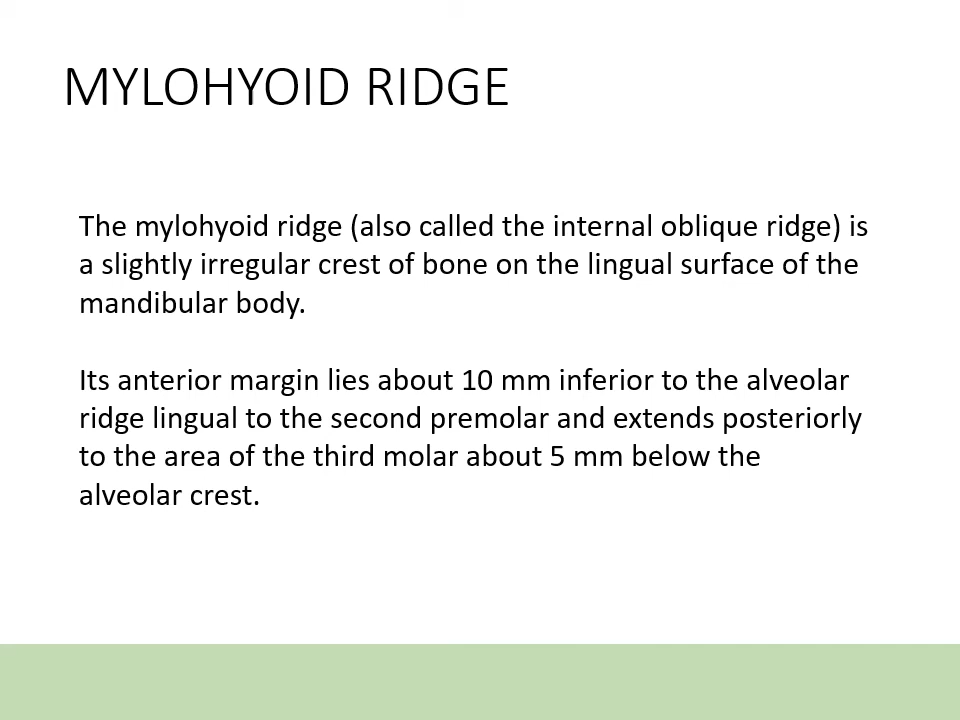 MYLOHYOID RIDGE
The mylohyoid ridge (also called the internal oblique ridge) is
a slightly irregular crest of bone on the lingual surface of the
mandibular body.
Its anterior margin lies about 10 mm inferior to the alveolar
ridge lingual to the second premolar and extends posteriorly
to the area of the third molar about 5 mm below the
alveolar crest.